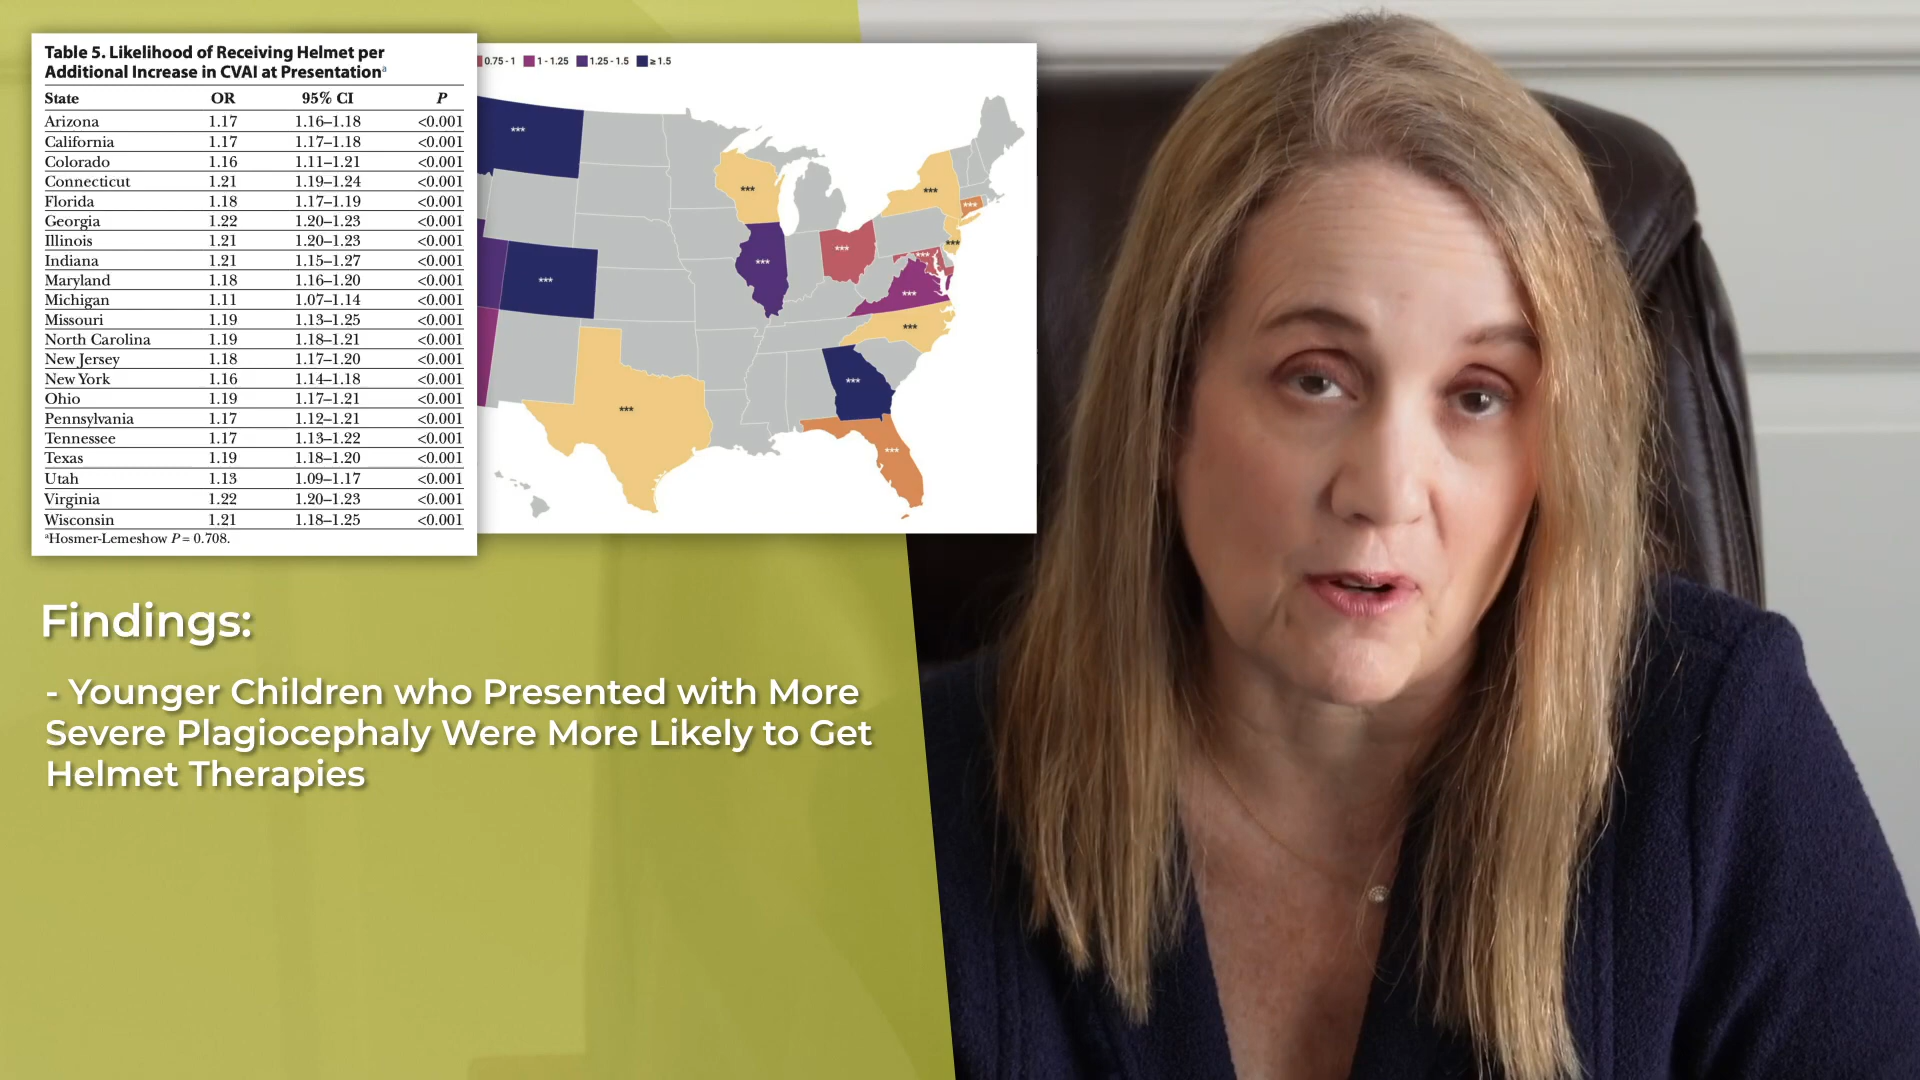 Table 5. Likelihood of Receiving Helmet per
Additional Increase in CVAI at Presentationᵃ
State OR 95% CI P
Arizona 1.17 1.16–1.18 <0.001
California 1.17 1.17–1.18 <0.001
Colorado 1.16 1.11–1.21 <0.001
Connecticut 1.21 1.19–1.24 <0.001
Florida 1.18 1.17–1.19 <0.001
Georgia 1.22 1.20–1.23 <0.001
Illinois 1.21 1.20–1.23 <0.001
Indiana 1.21 1.15–1.27 <0.001
Maryland 1.18 1.16–1.20 <0.001
Michigan 1.11 1.07–1.14 <0.001
Missouri 1.19 1.13–1.25 <0.001
North Carolina 1.19 1.18–1.21 <0.001
New Jersey 1.18 1.17–1.20 <0.001
New York 1.16 1.14–1.18 <0.001
Ohio 1.19 1.17–1.21 <0.001
Pennsylvania 1.17 1.12–1.21 <0.001
Tennessee 1.17 1.13–1.22 <0.001
Texas 1.19 1.18–1.20 <0.001
Utah 1.13 1.09–1.17 <0.001
Virginia 1.22 1.20–1.23 <0.001
Wisconsin 1.21 1.18–1.25 <0.001
ᵃHosmer-Lemeshow P = 0.708.
0.75 - 1 1 - 1.25 1.25 - 1.5 ≥ 1.5
***
***
***
***
***
***
***
***
***
***
***
***
***
***
Findings:
- Younger Children who Presented with More
Severe Plagiocephaly Were More Likely to Get
Helmet Therapies